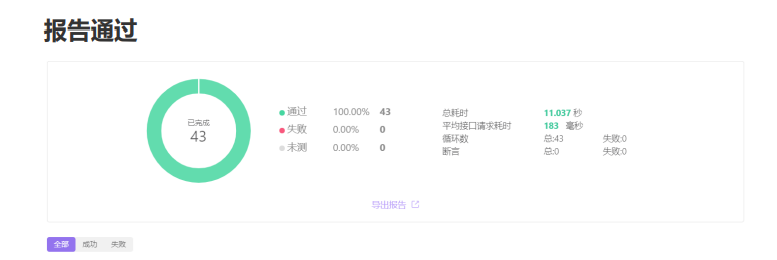 报告通过
已完成
43
通过 100.00% 43
失败 0.00% 0
未测 0.00% 0
总耗时 11.037 秒
平均接口请求耗时 183 毫秒
循环数 总:43 失败:0
断言 总:0 失败:0
导出报告
全部 成功 失败